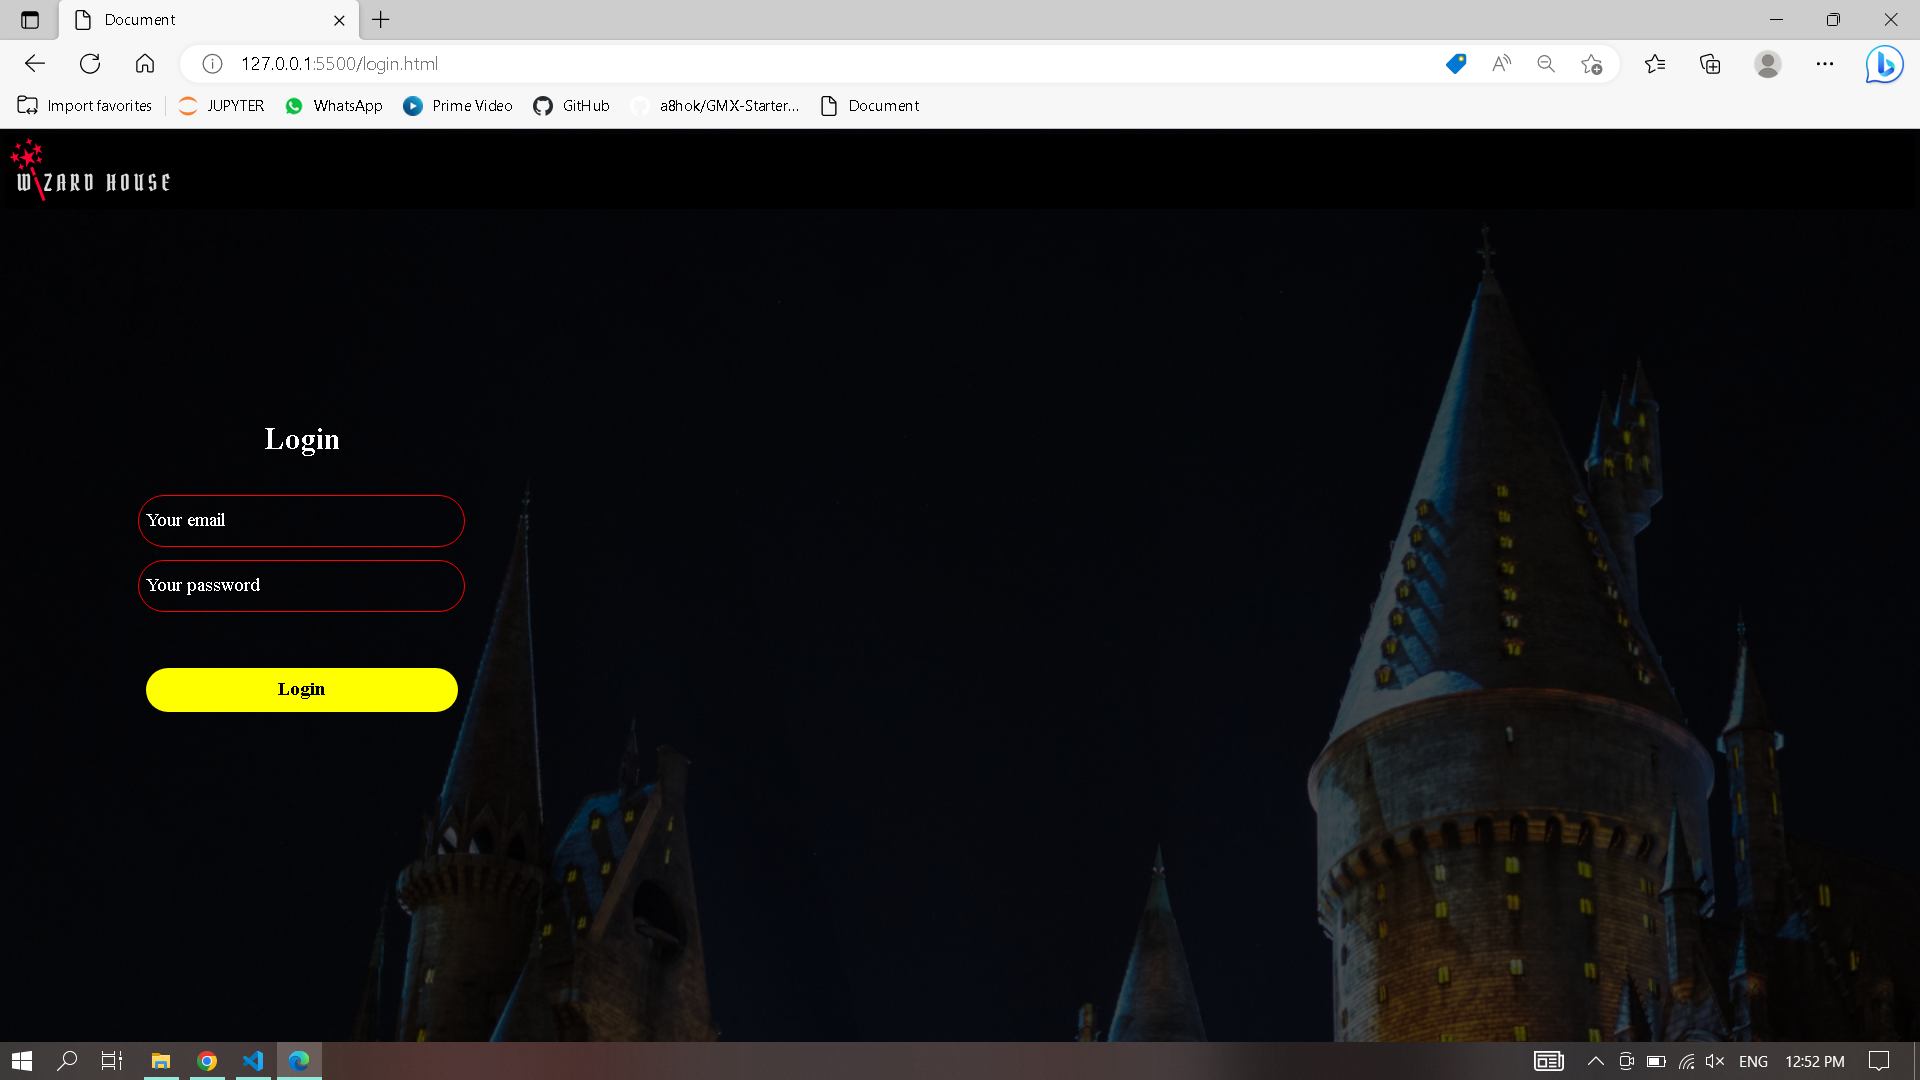 Document
127.0.0.1:5500/login.html
Import favorites
JUPYTER
WhatsApp
Prime Video
GitHub
a8hok/GMX-Starter...
Document
WIZARD HOUSE
Login
Your email
Your password
Login
ENG
12:52 PM